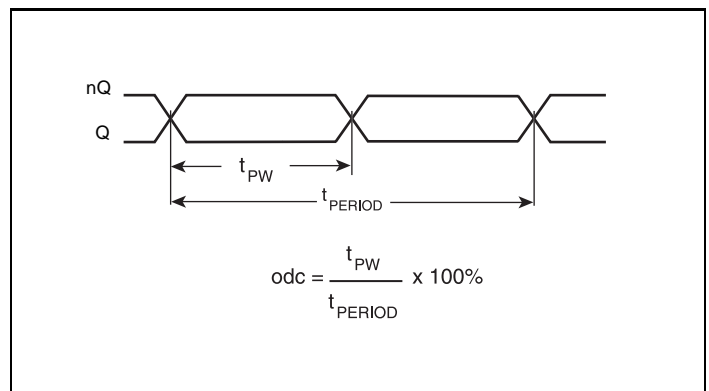 nQ
Q
tPW
tPERIOD
odc = tPW / tPERIOD x 100%